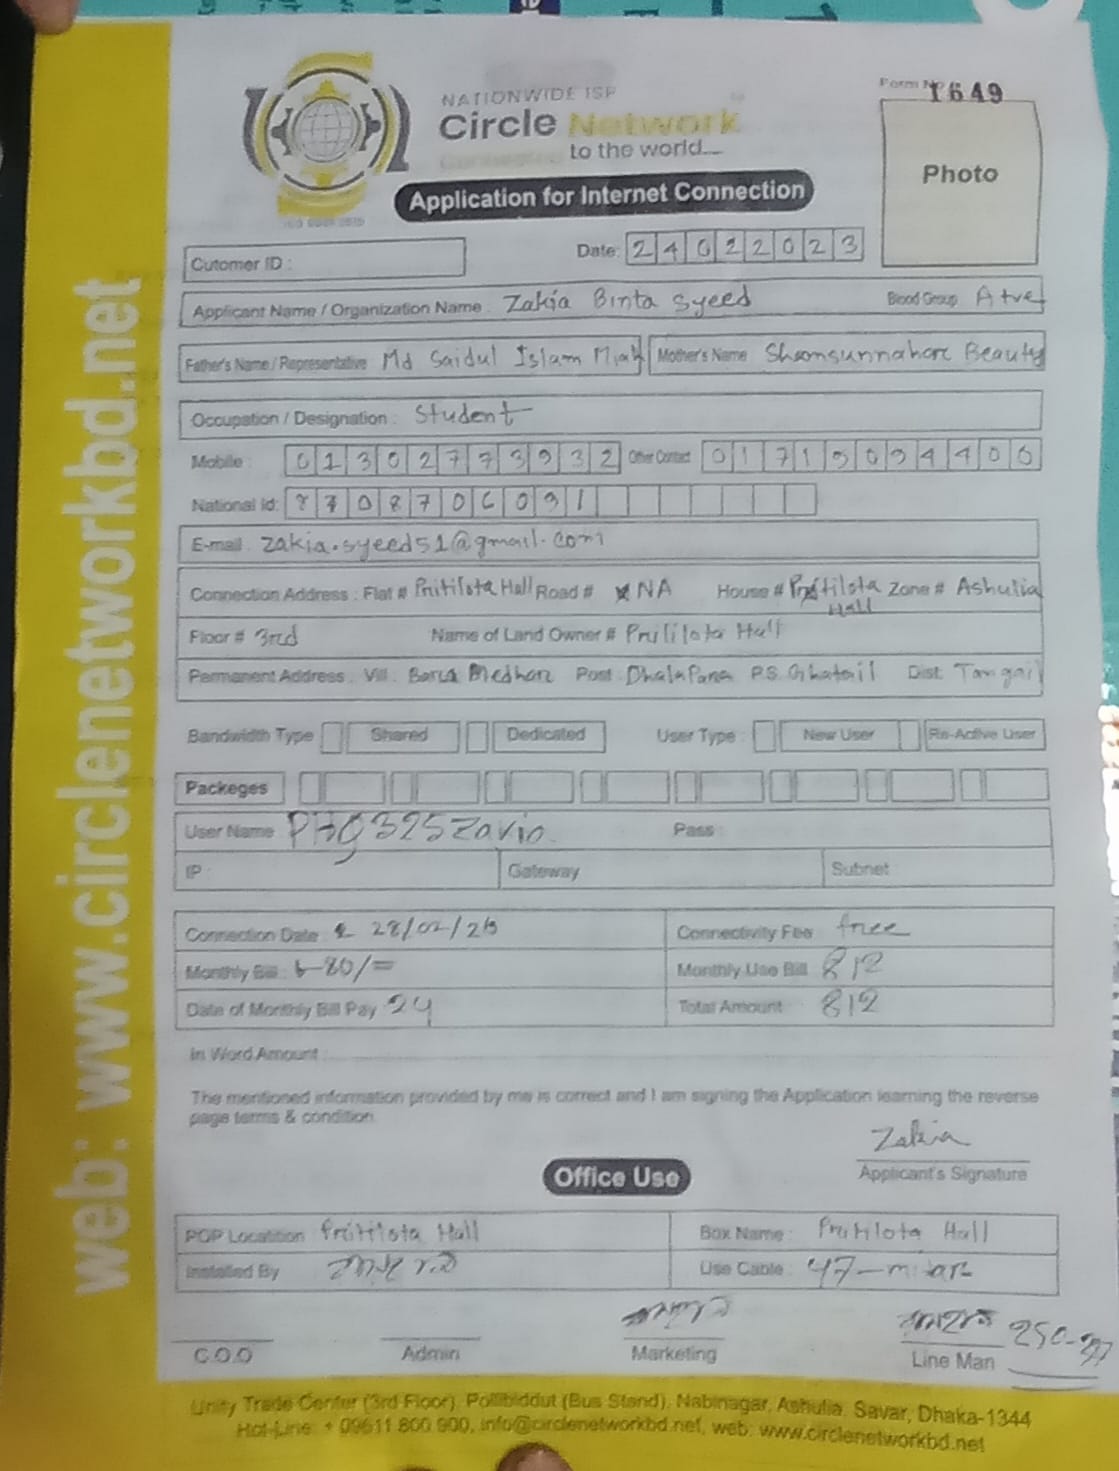 NATIONWIDE ISP
Circle Network
to the world...
Form No 1649
Photo
Application for Internet Connection
Cutomer ID :
Date: 24022023
Applicant Name / Organization Name : Zakia Binta Syeed Blood Group: A+ve
Father's Name / Representative Md Saidul Islam Miah Mother's Name Shamsunnahar Beauty
Occupation / Designation : Student
Mobile : 01302773932 Other Contact
National Id:
E-mail : zakia.syeed51@gmail.com
Connection Address : Flat # Pritilota Hall Road # NA House # Pritilota Hall Zone # Ashulia
Floor # 3rd Name of Land Owner # Pritilota Hall
Permanent Address : Vill : Post : P.S. Ghatail Dist. Tangail
Bandwidth Type Shared Dedicated User Type : New User Re-Active User
Packeges
User Name : Pass :
IP : Gateway Subnet
Connection Date : 28/02/23 Connectivity Fee free
Monthly Bill : Monthly Use Bill 812
Date of Monthly Bill Pay 24 Total Amount 812
In Word Amount :
The mentioned information provided by me is correct and I am signing the Application learning the reverse
page terms & condition.
Zakia
Applicant's Signature
Office Use
POP Locatition Pritilota Hall Box Name : Pritilota Hall
Installed By Use Cable : 47-mitar
C.O.O Admin Marketing Line Man
Unity Trade Center (3rd Floor), Pollibiddut (Bus Stand), Nabinagar, Ashulia, Savar, Dhaka-1344
Hot-Line: + 09611 800 900, info@circlenetworkbd.net, web: www.circlenetworkbd.net
web: www.circlenetworkbd.net